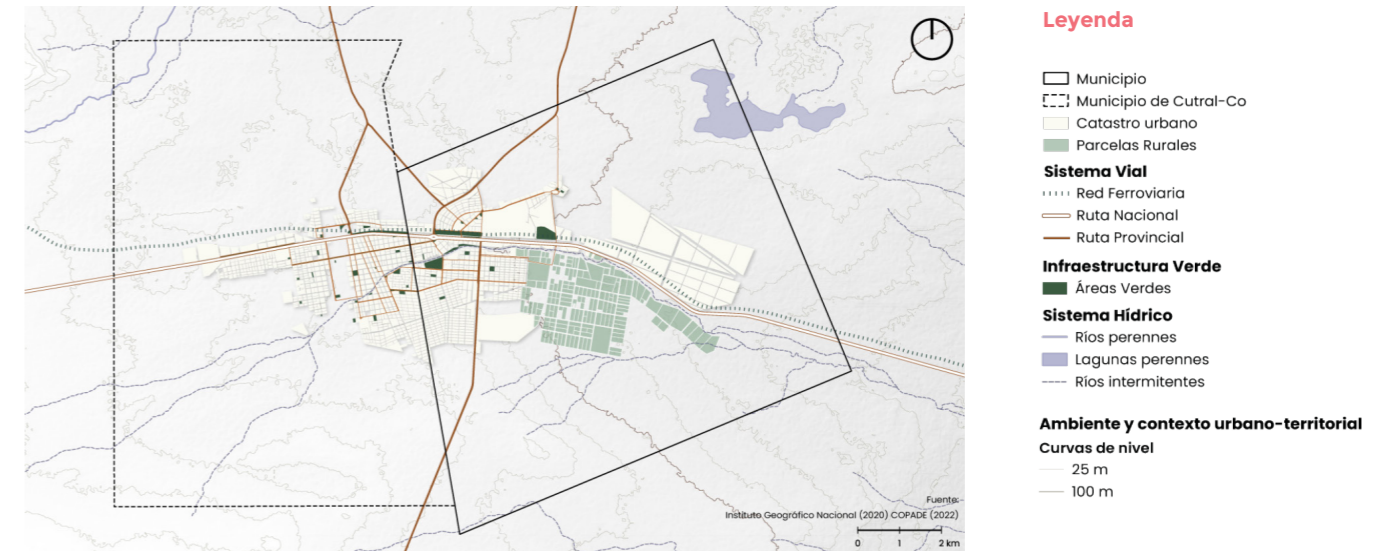 Leyenda
Municipio
Municipio de Cutral-Co
Catastro urbano
Parcelas Rurales
Sistema Vial
Red Ferroviaria
Ruta Nacional
Ruta Provincial
Infraestructura Verde
Áreas Verdes
Sistema Hídrico
Ríos perennes
Lagunas perennes
Ríos intermitentes
Ambiente y contexto urbano-territorial
Curvas de nivel
25 m
100 m
Fuente:
Instituto Geográfico Nacional (2020) COPADE (2022)
0 1 2 km